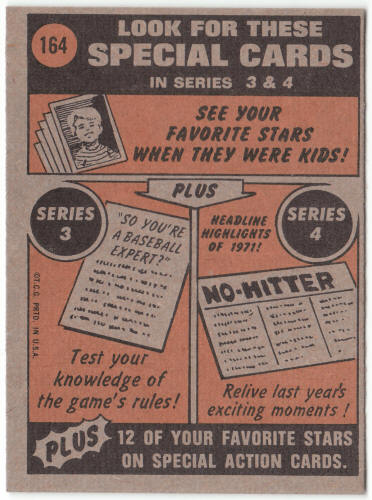 164
LOOK FOR THESE
SPECIAL CARDS
IN SERIES 3 & 4
SEE YOUR
FAVORITE STARS
WHEN THEY WERE KIDS!
PLUS
SERIES
3
"SO YOU'RE
A BASEBALL
EXPERT?"
Test your
knowledge of
the game's rules!
HEADLINE
HIGHLIGHTS
OF 1971!
SERIES
4
NO-HITTER
Relive last year's
exciting moments!
©T.C.G. PRTD. IN U.S.A.
PLUS
12 OF YOUR FAVORITE STARS
ON SPECIAL ACTION CARDS.